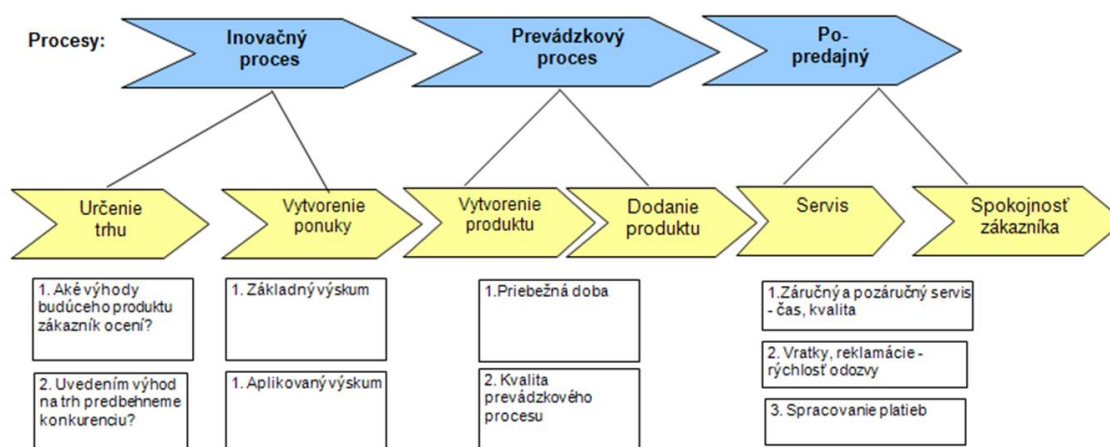 Procesy:
Inovačný
proces
Prevádzkový
proces
Po-
predajný
Určenie
trhu
Vytvorenie
ponuky
Vytvorenie
produktu
Dodanie
produktu
Servis
Spokojnosť
zákazníka
1. Aké výhody
budúceho produktu
zákazník ocení?
2. Uvedením výhod
na trh predbehneme
konkurenciu?
1. Základný výskum
1. Aplikovaný výskum
1.Priebežná doba
2. Kvalita
prevádzkového
procesu
1.Záručný a pozáručný servis
- čas, kvalita
2. Vratky, reklamácie -
rýchlosť odozvy
3. Spracovanie platieb